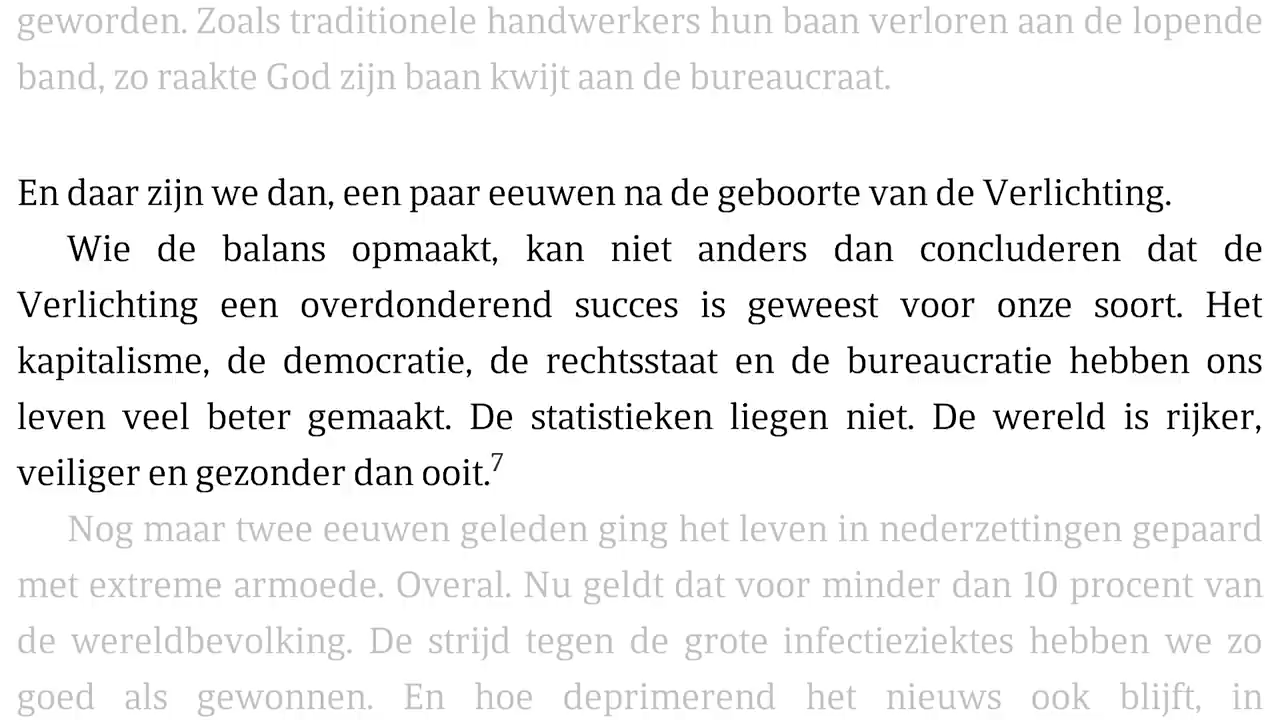 geworden. Zoals traditionele handwerkers hun baan verloren aan de lopende
band, zo raakte God zijn baan kwijt aan de bureaucraat.
En daar zijn we dan, een paar eeuwen na de geboorte van de Verlichting.
Wie de balans opmaakt, kan niet anders dan concluderen dat de
Verlichting een overdonderend succes is geweest voor onze soort. Het
kapitalisme, de democratie, de rechtsstaat en de bureaucratie hebben ons
leven veel beter gemaakt. De statistieken liegen niet. De wereld is rijker,
veiliger en gezonder dan ooit.⁷
Nog maar twee eeuwen geleden ging het leven in nederzettingen gepaard
met extreme armoede. Overal. Nu geldt dat voor minder dan 10 procent van
de wereldbevolking. De strijd tegen de grote infectieziektes hebben we zo
goed als gewonnen. En hoe deprimerend het nieuws ook blijft, in